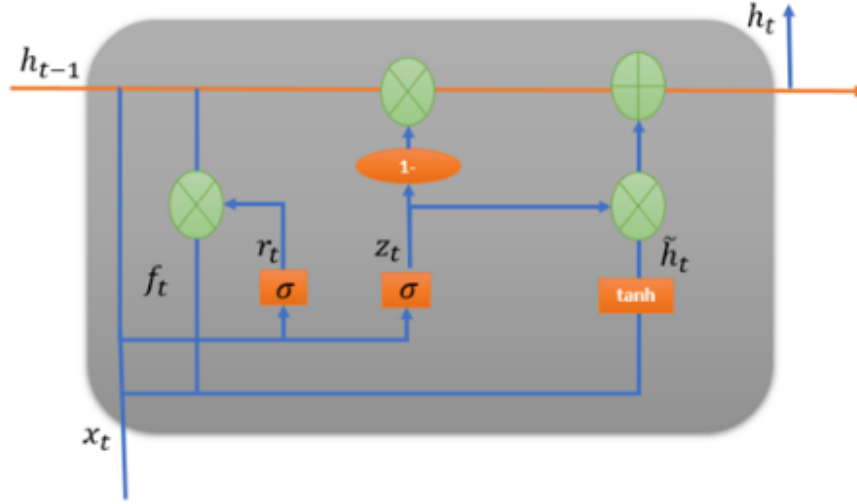 h_t
h_{t−1}
1-
r_t
z_t
h̃_t
f_t
σ
σ
tanh
x_t